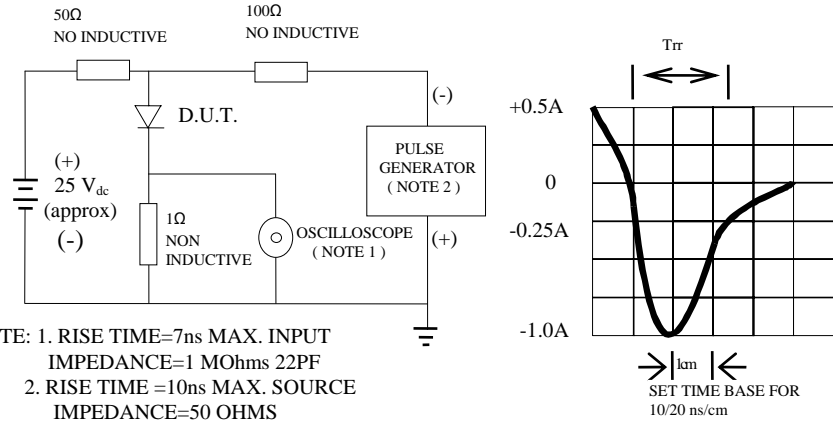 50Ω
NO INDUCTIVE
100Ω
NO INDUCTIVE
D.U.T.
(+)
25 Vdc
(approx)
(-)
1Ω
NON
INDUCTIVE
OSCILLOSCOPE
( NOTE 1 )
(-)
PULSE
GENERATOR
( NOTE 2 )
(+)
TE: 1. RISE TIME=7ns MAX. INPUT
IMPEDANCE=1 MOhms 22PF
2. RISE TIME =10ns MAX. SOURCE
IMPEDANCE=50 OHMS
Trr
+0.5A
0
-0.25A
-1.0A
1cm
SET TIME BASE FOR
10/20 ns/cm